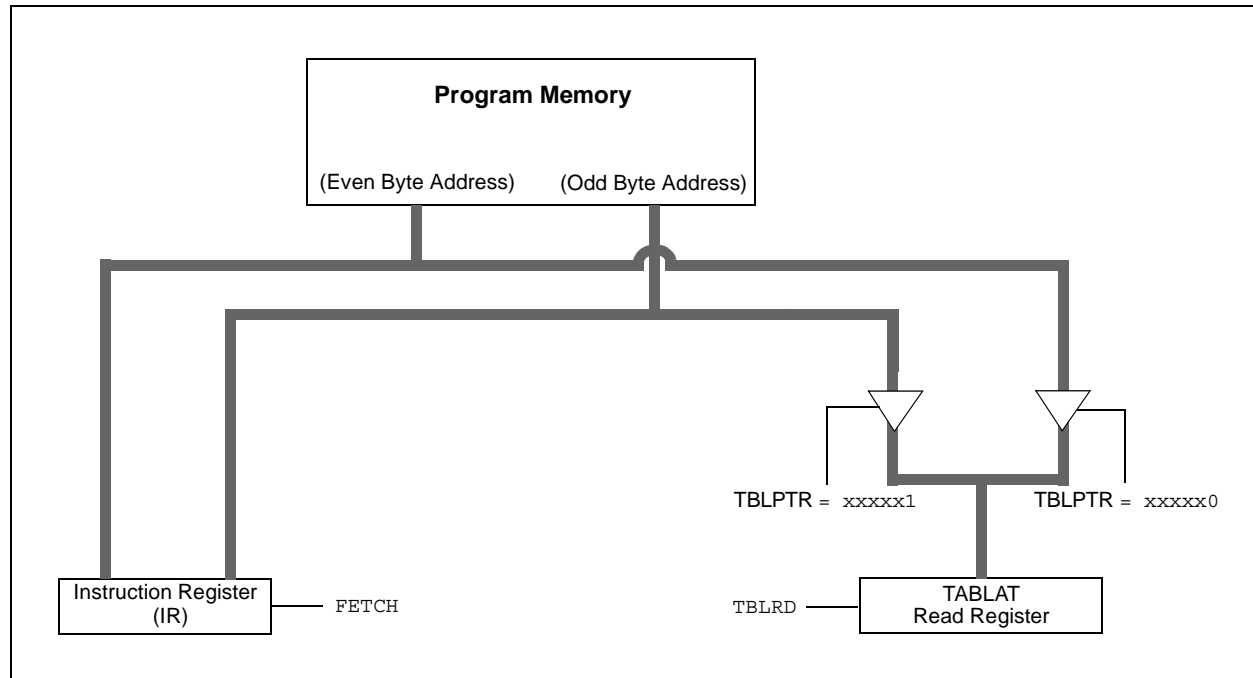 Program Memory
(Even Byte Address) (Odd Byte Address)
TBLPTR = xxxxx1 TBLPTR = xxxxx0
Instruction Register
(IR)
FETCH
TBLRD
TABLAT
Read Register